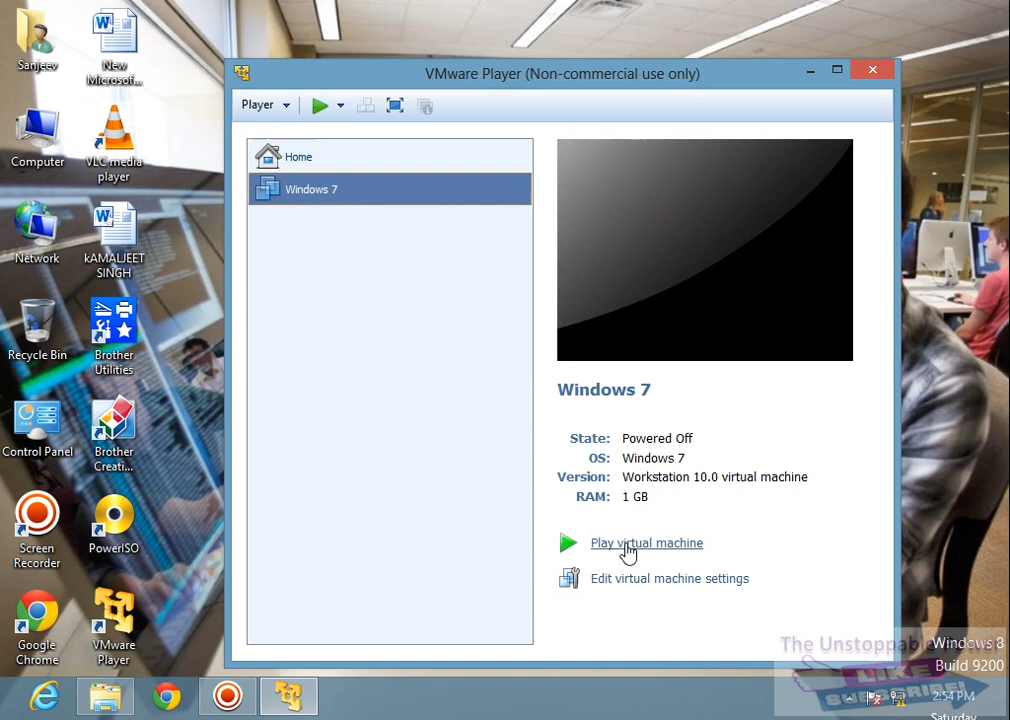 Sanjeev
New
Microsof...
Computer
VLC media
player
Network
kAMALJEET
SINGH
Recycle Bin
Brother
Utilities
Control Panel
Brother
Creati...
Screen
Recorder
PowerISO
Google
Chrome
VMware
Player
VMware Player (Non-commercial use only)
Player
Home
Windows 7
Windows 7
State: Powered Off
OS: Windows 7
Version: Workstation 10.0 virtual machine
RAM: 1 GB
Play virtual machine
Edit virtual machine settings
The Unstoppable
Windows 8
Build 9200
LIKE
SUBSCRIBE!
2:54 PM
Saturday